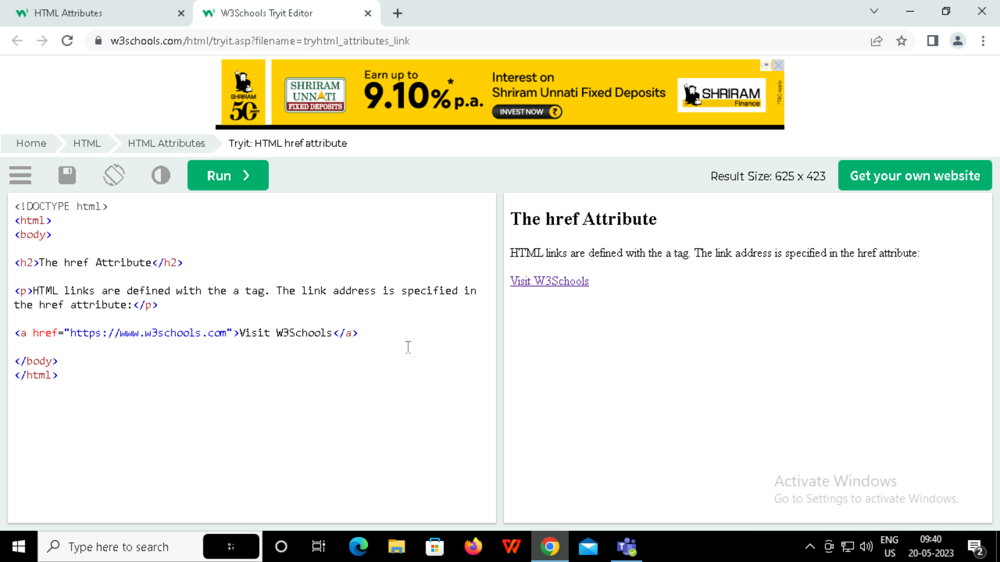 HTML Attributes
W3Schools Tryit Editor
w3schools.com/html/tryit.asp?filename=tryhtml_attributes_link
SHRIRAM
50 years
SHRIRAM
UNNATI
FIXED DEPOSITS
Earn up to
9.10%* p.a.
Interest on
Shriram Unnati Fixed Deposits
INVEST NOW ₹
SHRIRAM
Finance
*T&C apply.
Home
HTML
HTML Attributes
Tryit: HTML href attribute
Run ❯
Result Size: 625 x 423
Get your own website
<!DOCTYPE html>
<html>
<body>
<h2>The href Attribute</h2>
<p>HTML links are defined with the a tag. The link address is specified in
the href attribute:</p>
<a href="https://www.w3schools.com">Visit W3Schools</a>
</body>
</html>
The href Attribute
HTML links are defined with the a tag. The link address is specified in the href attribute:
Visit W3Schools
Activate Windows
Go to Settings to activate Windows.
Type here to search
ENG
US
09:40
20-05-2023
2